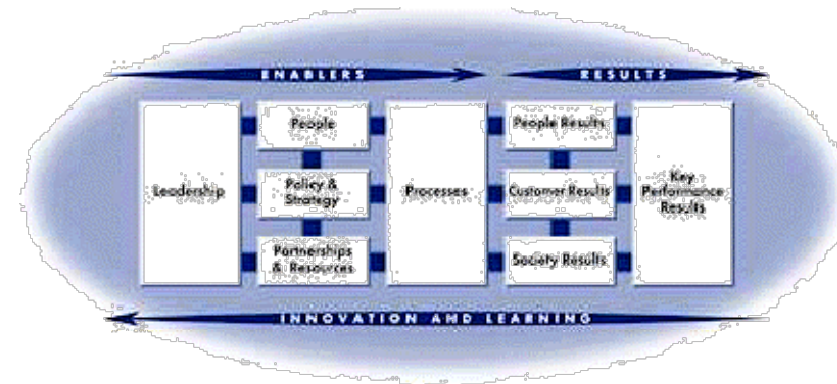 ENABLERS
RESULTS
Leadership
People
Policy &
Strategy
Partnerships
& Resources
Processes
People Results
Customer Results
Society Results
Key
Performance
Results
INNOVATION AND LEARNING